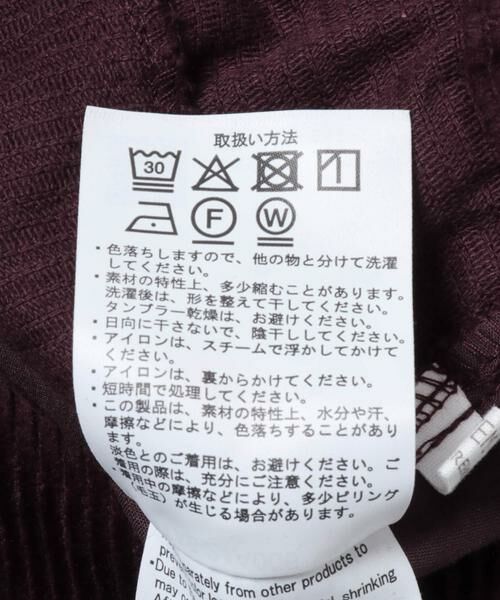 取扱い方法
30
F
W
・色落ちしますので、他の物と分けて洗濯
してください。
・素材の特性上、多少縮むことがあります。
洗濯後は、形を整えて干してください。
タンブラー乾燥は、お避けください。
・日向に干さないで、陰干ししてください。
・アイロンは、スチームで浮かしてかけて
ください。
・アイロンは、裏からかけてください。
・短時間で処理してください。
・この製品は、素材の特性上、水分や汗、
摩擦などにより、色落ちすることがあり
ます。
淡色とのご着用は、お避けください。ご
着用の際は、充分にご注意ください。
・着用中の摩擦などにより、多少ピリング
（毛玉）が生じる場合があります。
previously from other products to
shrinking
may